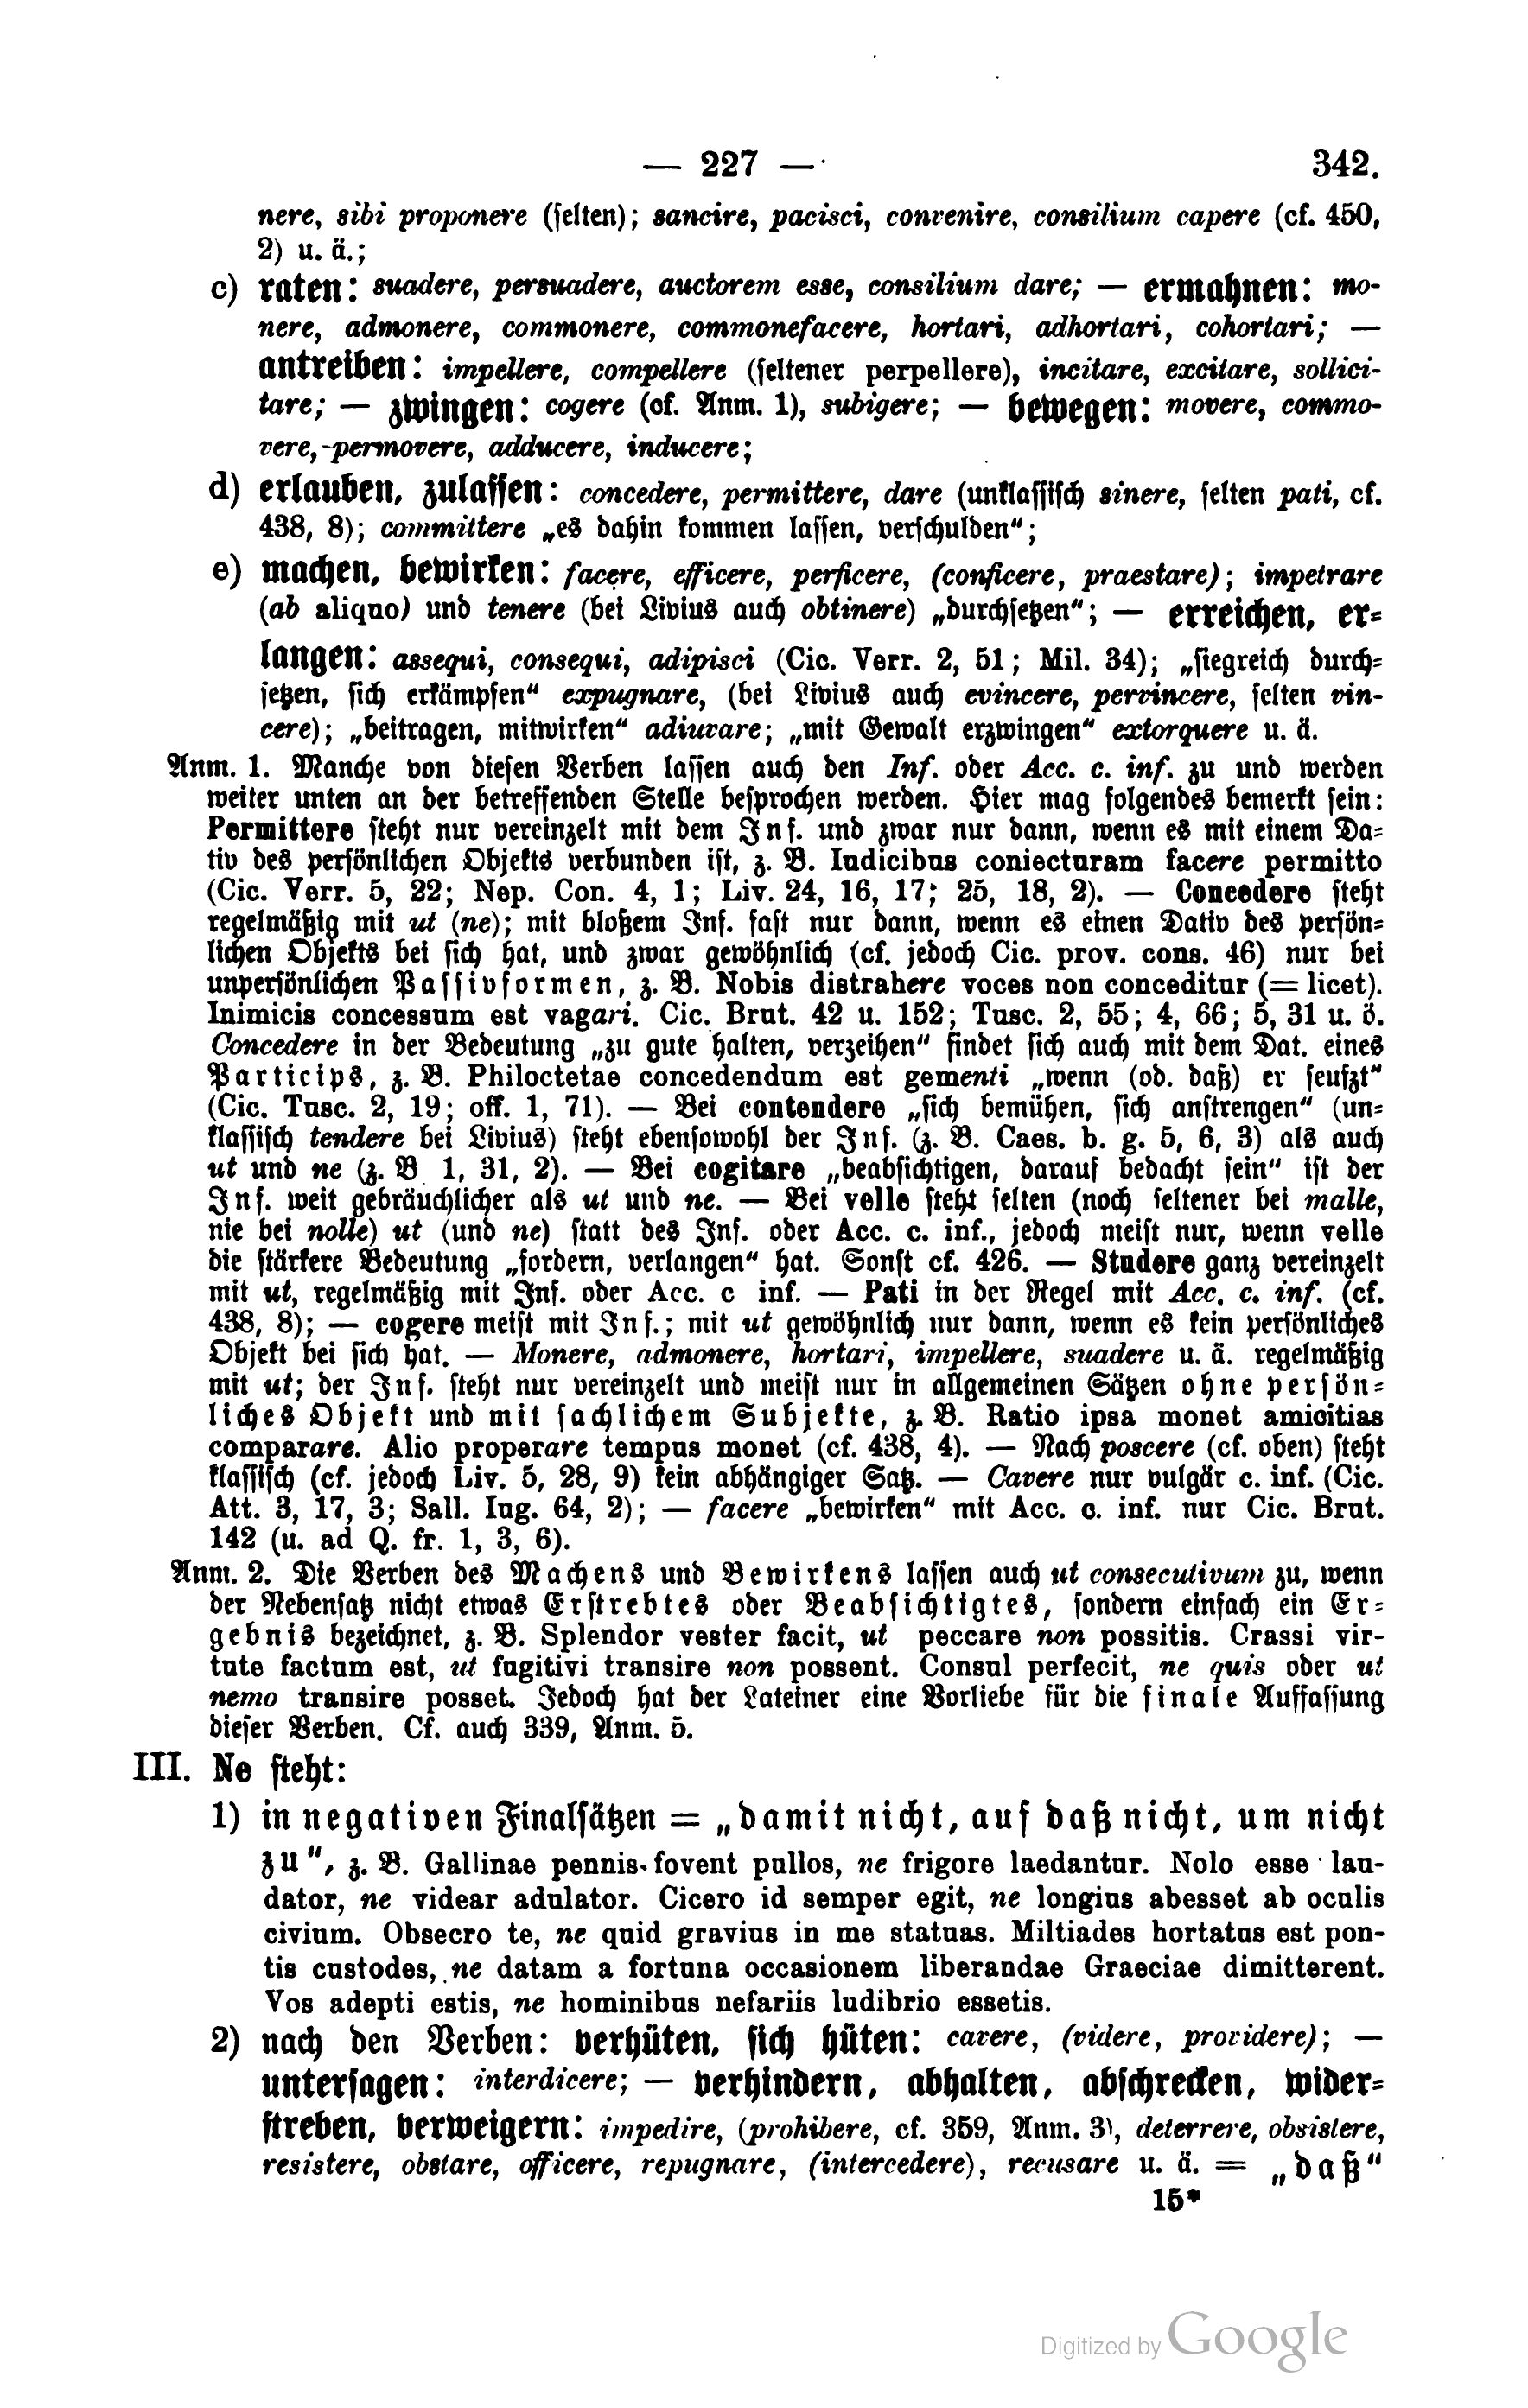 — 227 — 342.
nere, sibi proponere (selten); sancire, pacisci, convenire, consilium capere (cf. 450,
2) u. ä.;
c) raten: suadere, persuadere, auctorem esse, consilium dare; — ermahnen: mo-
nere, admonere, commonere, commonefacere, hortari, adhortari, cohortari; —
antreiben: impellere, compellere (seltener perpellere), incitare, excitare, sollici-
tare; — zwingen: cogere (cf. Anm. 1), subigere; — bewegen: movere, commo-
vere, permovere, adducere, inducere;
d) erlauben, zulassen: concedere, permittere, dare (unklassisch sinere, selten pati, cf.
438, 8); committere „es dahin kommen lassen, verschulden“;
e) machen, bewirken: facere, efficere, perficere, (conficere, praestare); impetrare
(ab aliquo) und tenere (bei Livius auch obtinere) „durchsetzen“; — erreichen, er-
langen: assequi, consequi, adipisci (Cic. Verr. 2, 51; Mil. 34); „siegreich durch-
setzen, sich erkämpfen“ expugnare, (bei Livius auch evincere, pervincere, selten vin-
cere); „beitragen, mitwirken“ adiuvare; „mit Gewalt erzwingen“ extorquere u. ä.
Anm. 1. Manche von diesen Verben lassen auch den Inf. oder Acc. c. inf. zu und werden
weiter unten an der betreffenden Stelle besprochen werden. Hier mag folgendes bemerkt sein:
Permittere steht nur vereinzelt mit dem Inf. und zwar nur dann, wenn es mit einem Da-
tiv des persönlichen Objekts verbunden ist, z. B. Iudicibus coniecturam facere permitto
(Cic. Verr. 5, 22; Nep. Con. 4, 1; Liv. 24, 16, 17; 25, 18, 2). — Concedere steht
regelmäßig mit ut (ne); mit bloßem Inf. fast nur dann, wenn es einen Dativ des persön-
lichen Objekts bei sich hat, und zwar gewöhnlich (cf. jedoch Cic. prov. cons. 46) nur bei
unpersönlichen Passivformen, z. B. Nobis distrahere voces non conceditur (= licet).
Inimicis concessum est vagari. Cic. Brut. 42 u. 152; Tusc. 2, 55; 4, 66; 5, 31 u. ö.
Concedere in der Bedeutung „zu gute halten, verzeihen“ findet sich auch mit dem Dat. eines
Particips, z. B. Philoctetae concedendum est gementi „wenn (od. daß) er seufzt“
(Cic. Tusc. 2, 19; off. 1, 71). — Bei contendere „sich bemühen, sich anstrengen“ (un-
klassisch tendere bei Livius) steht ebensowohl der Inf. (z. B. Caes. b. g. 5, 6, 3) als auch
ut und ne (z. B 1, 31, 2). — Bei cogitare „beabsichtigen, darauf bedacht sein“ ist der
Inf. weit gebräuchlicher als ut und ne. — Bei velle steht selten (noch seltener bei malle,
nie bei nolle) ut (und ne) statt des Inf. oder Acc. c. inf., jedoch meist nur, wenn velle
die stärkere Bedeutung „fordern, verlangen“ hat. Sonst cf. 426. — Studere ganz vereinzelt
mit ut, regelmäßig mit Inf. oder Acc. c inf. — Pati in der Regel mit Acc. c. inf. (cf.
438, 8); — cogere meist mit Inf.; mit ut gewöhnlich nur dann, wenn es kein persönliches
Objekt bei sich hat. — Monere, admonere, hortari, impellere, suadere u. ä. regelmäßig
mit ut; der Inf. steht nur vereinzelt und meist nur in allgemeinen Sätzen ohne persön-
liches Objekt und mit sachlichem Subjekte, z. B. Ratio ipsa monet amicitias
comparare. Alio properare tempus monet (cf. 438, 4). — Nach poscere (cf. oben) steht
klassisch (cf. jedoch Liv. 5, 28, 9) kein abhängiger Satz. — Cavere nur vulgär c. inf. (Cic.
Att. 3, 17, 3; Sall. Iug. 64, 2); — facere „bewirken“ mit Acc. c. inf. nur Cic. Brut.
142 (u. ad Q. fr. 1, 3, 6).
Anm. 2. Die Verben des Machens und Bewirkens lassen auch ut consecutivum zu, wenn
der Nebensatz nicht etwas Erstrebtes oder Beabsichtigtes, sondern einfach ein Er-
gebnis bezeichnet, z. B. Splendor vester facit, ut peccare non possitis. Crassi vir-
tute factum est, ut fugitivi transire non possent. Consul perfecit, ne quis oder ut
nemo transire posset. Jedoch hat der Lateiner eine Vorliebe für die finale Auffassung
dieser Verben. Cf. auch 339, Anm. 5.
III. Ne steht:
1) in negativen Finalsätzen = „damit nicht, auf daß nicht, um nicht
zu“, z. B. Gallinae pennis fovent pullos, ne frigore laedantur. Nolo esse lau-
dator, ne videar adulator. Cicero id semper egit, ne longius abesset ab oculis
civium. Obsecro te, ne quid gravius in me statuas. Miltiades hortatus est pon-
tis custodes, ne datam a fortuna occasionem liberandae Graeciae dimitterent.
Vos adepti estis, ne hominibus nefariis ludibrio essetis.
2) nach den Verben: verhüten, sich hüten: cavere, (videre, providere); —
untersagen: interdicere; — verhindern, abhalten, abschrecken, wider-
streben, verweigern: impedire, (prohibere, cf. 359, Anm. 3), deterrere, obsistere,
resistere, obstare, officere, repugnare, (intercedere), recusare u. ä. = „daß“
15*
Digitized by Google